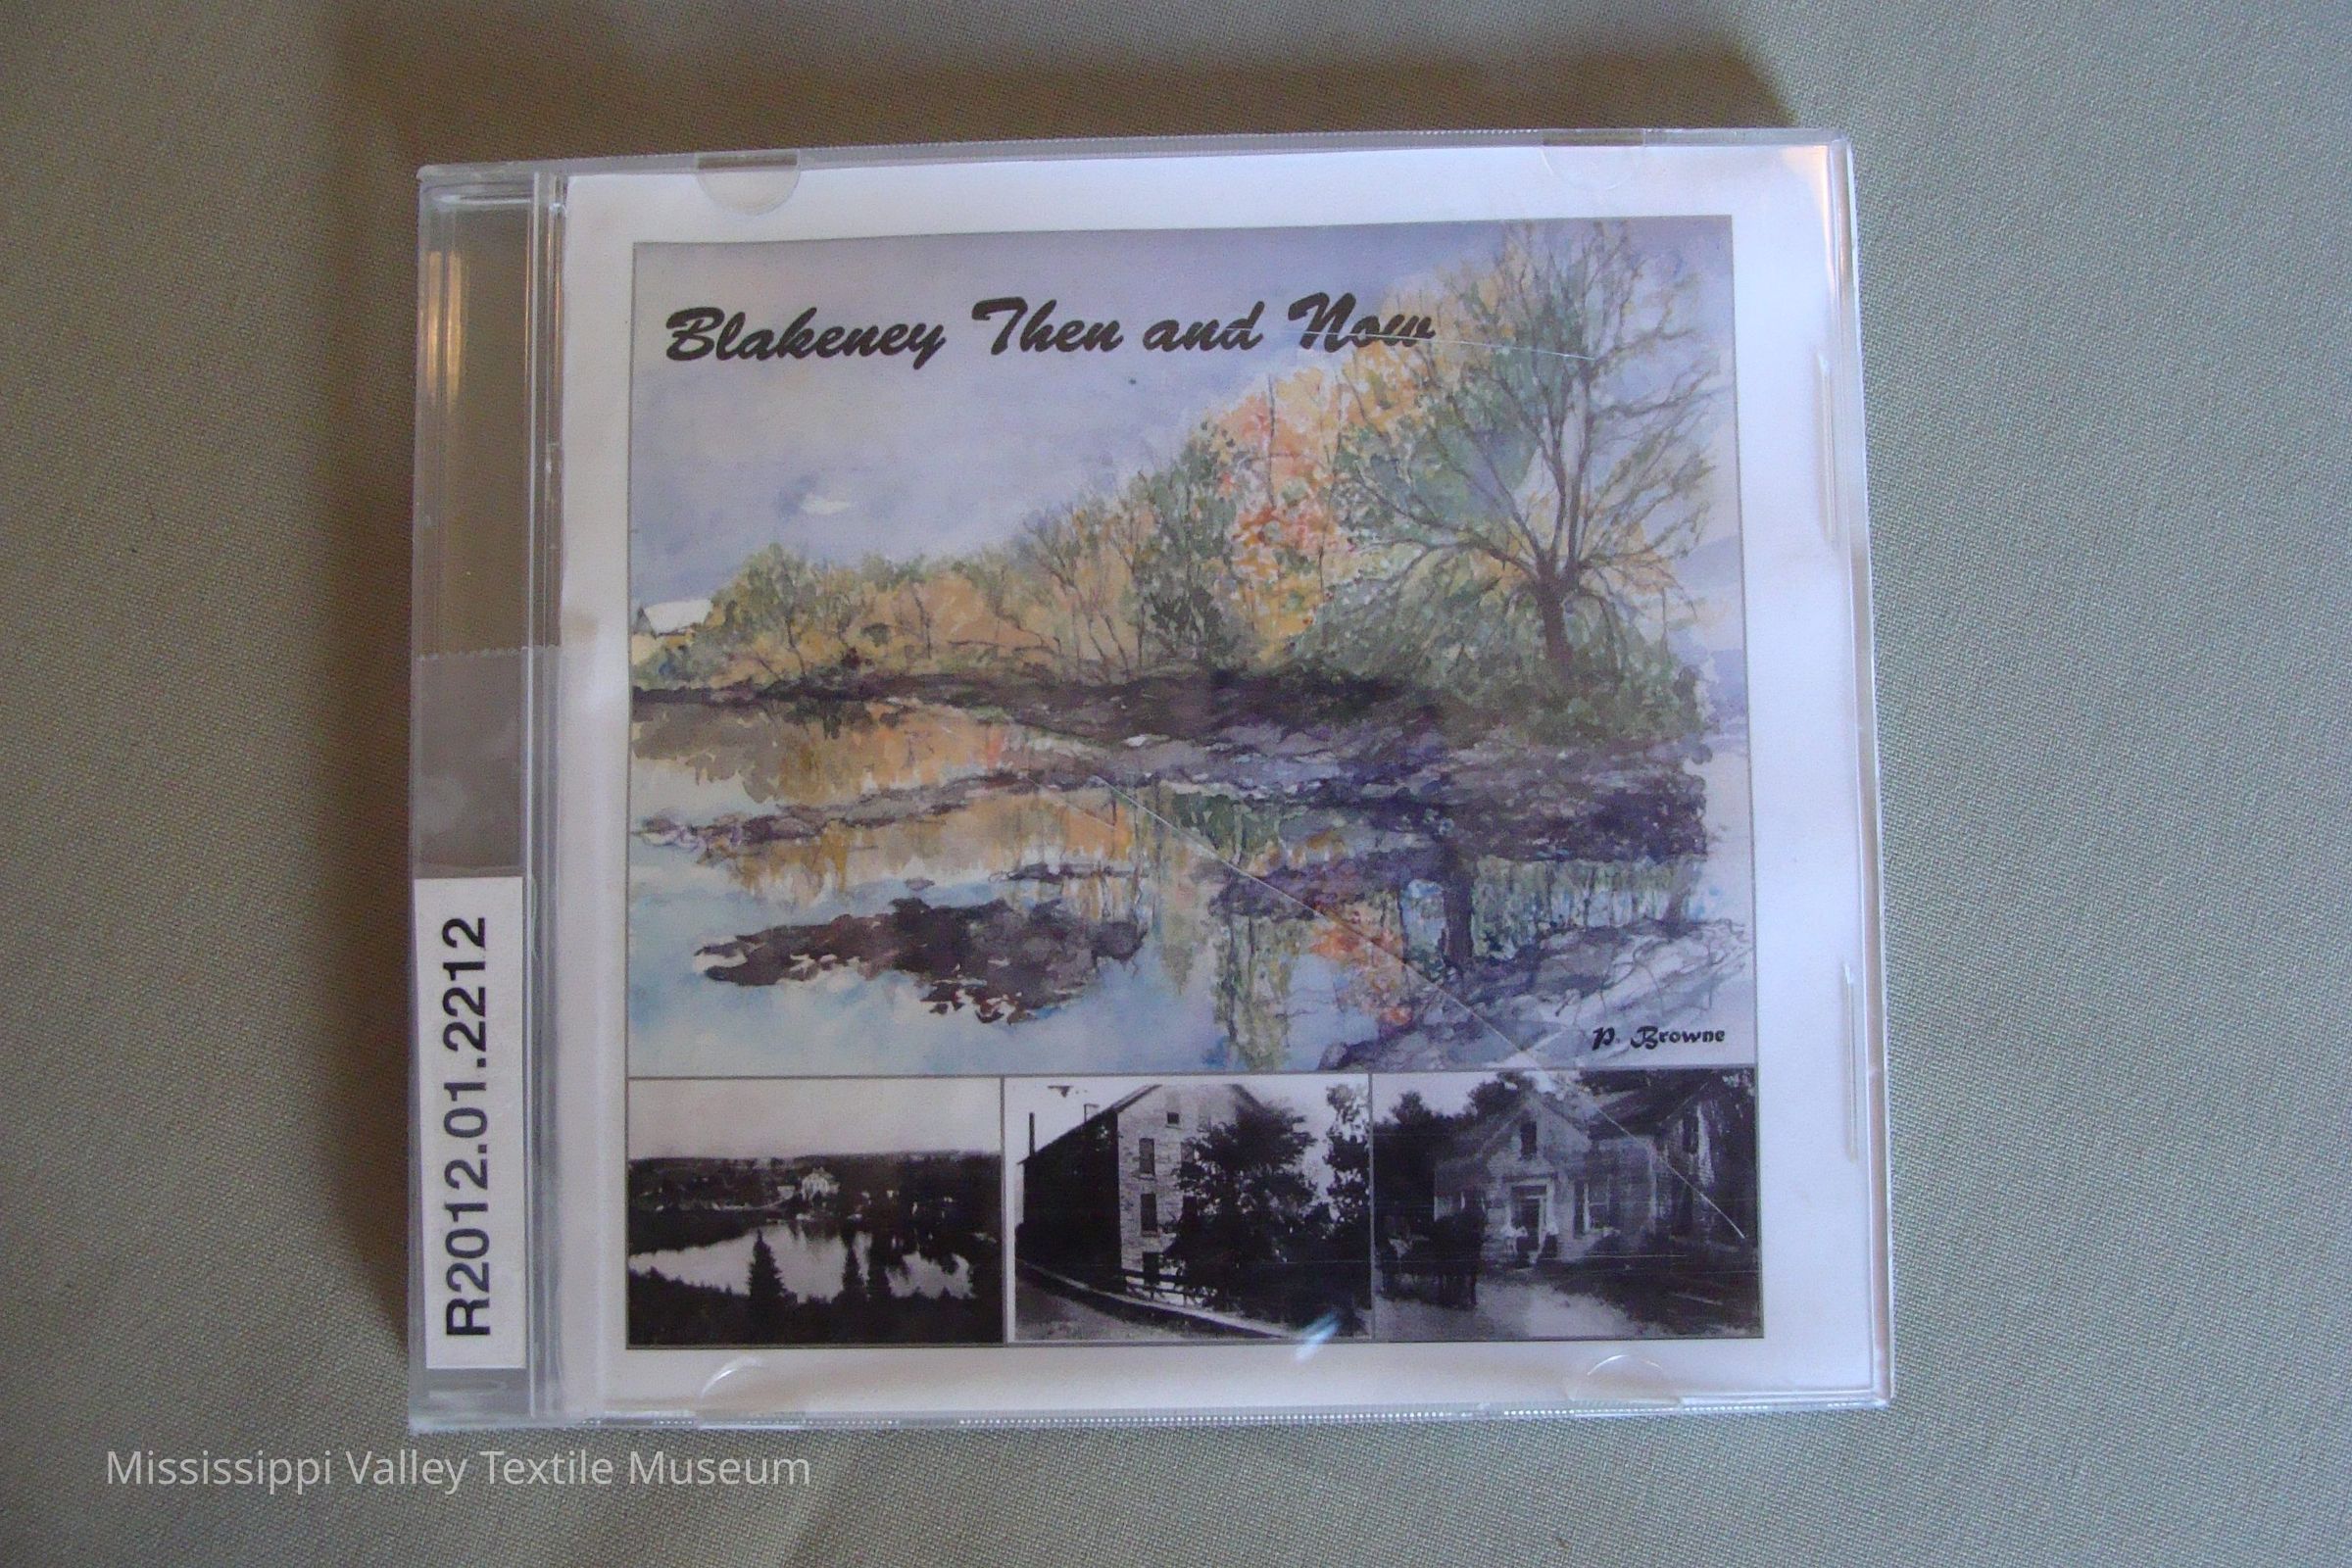 Blakeney Then and Now
P. Browne
R2012.01.2212
Mississippi Valley Textile Museum